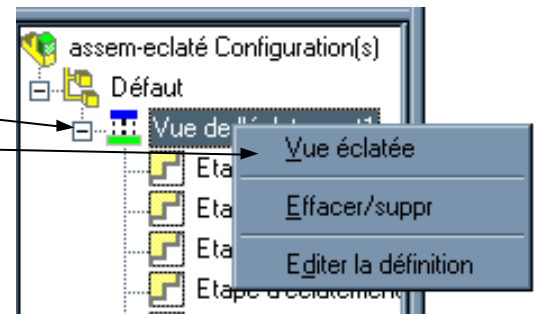 assem-eclaté Configuration(s)
Défaut
Vue de
Vue éclatée
Eta
Effacer/suppr
Eta
Eta
Editer la définition
Etape d'éclatement